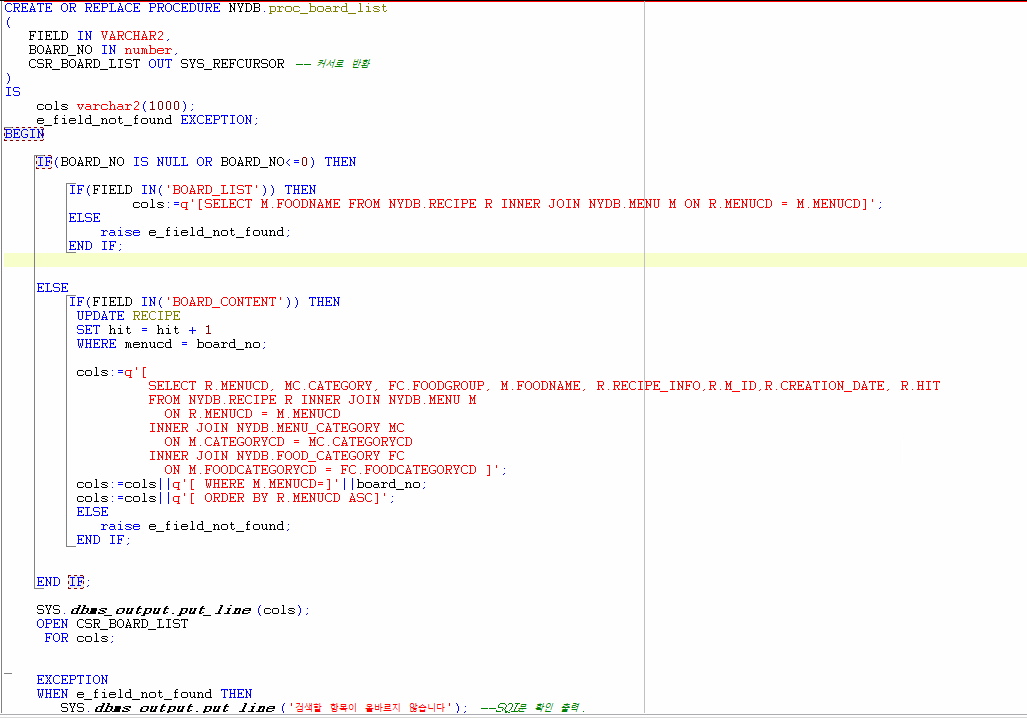 CREATE OR REPLACE PROCEDURE NYDB.proc_board_list
(
FIELD IN VARCHAR2,
BOARD_NO IN number,
CSR_BOARD_LIST OUT SYS_REFCURSOR -- 커서로 반환
)
IS
cols varchar2(1000);
e_field_not_found EXCEPTION;
BEGIN
IF(BOARD_NO IS NULL OR BOARD_NO<=0) THEN
IF(FIELD IN('BOARD_LIST')) THEN
cols:=q'[SELECT M.FOODNAME FROM NYDB.RECIPE R INNER JOIN NYDB.MENU M ON R.MENUCD = M.MENUCD]';
ELSE
raise e_field_not_found;
END IF;
ELSE
IF(FIELD IN('BOARD_CONTENT')) THEN
UPDATE RECIPE
SET hit = hit + 1
WHERE menucd = board_no;
cols:=q'[
SELECT R.MENUCD, MC.CATEGORY, FC.FOODGROUP, M.FOODNAME, R.RECIPE_INFO,R.M_ID,R.CREATION_DATE, R.HIT
FROM NYDB.RECIPE R INNER JOIN NYDB.MENU M
ON R.MENUCD = M.MENUCD
INNER JOIN NYDB.MENU_CATEGORY MC
ON M.CATEGORYCD = MC.CATEGORYCD
INNER JOIN NYDB.FOOD_CATEGORY FC
ON M.FOODCATEGORYCD = FC.FOODCATEGORYCD ]';
cols:=cols||q'[ WHERE M.MENUCD=]'||board_no;
cols:=cols||q'[ ORDER BY R.MENUCD ASC]';
ELSE
raise e_field_not_found;
END IF;
END IF;
SYS.dbms_output.put_line(cols);
OPEN CSR_BOARD_LIST
FOR cols;
EXCEPTION
WHEN e_field_not_found THEN
SYS.dbms_output.put_line('검색할 항목이 올바르지 않습니다'); --SQL로 확인 출력.